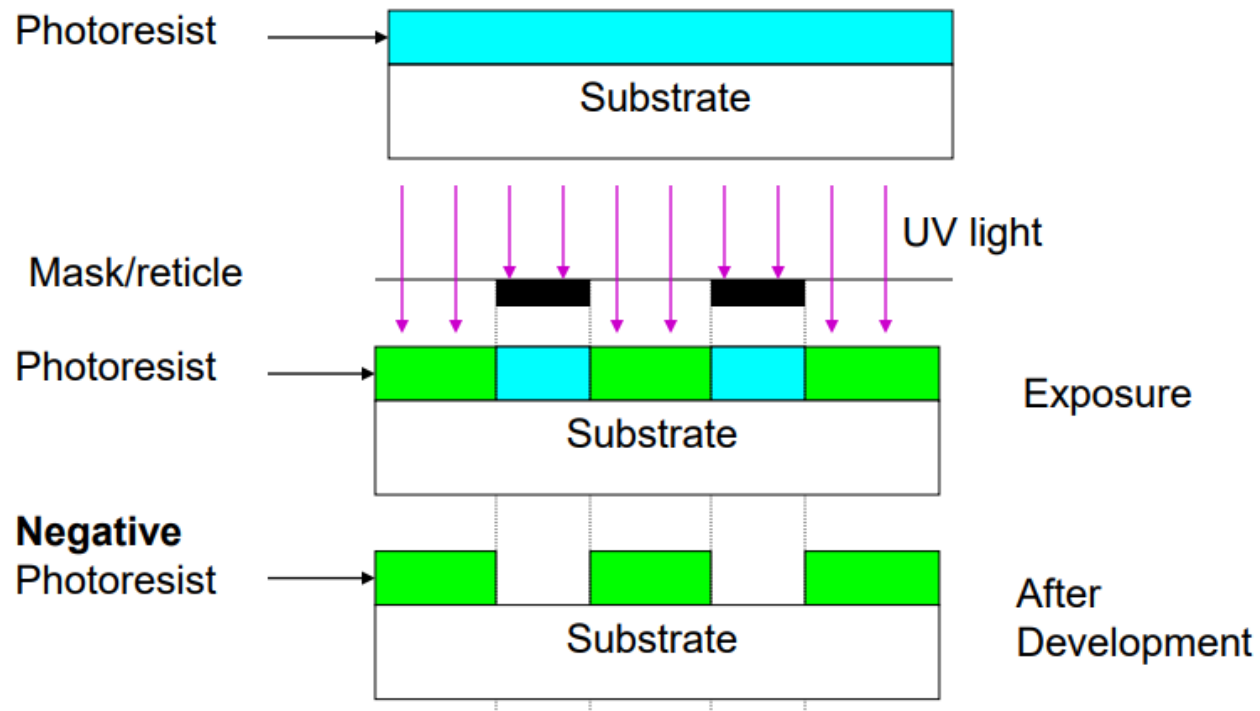 Photoresist
Substrate
UV light
Mask/reticle
Photoresist
Exposure
Substrate
Negative
Photoresist
After
Development
Substrate